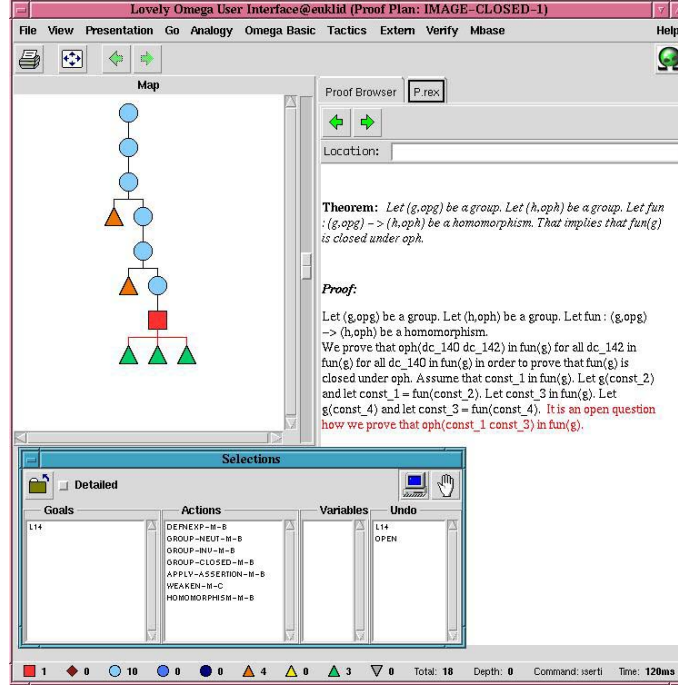 Lovely Omega User Interface@euklid (Proof Plan: IMAGE-CLOSED-1)
File View Presentation Go Analogy Omega Basic Tactics Extern Verify Mbase Help
Map
Proof Browser P.rex
Location:
Theorem: Let (g,opg) be a group. Let (h,oph) be a group. Let fun
: (g,opg) -> (h,oph) be a homomorphism. That implies that fun(g)
is closed under oph.
Proof:
Let (g,opg) be a group. Let (h,oph) be a group. Let fun : (g,opg)
-> (h,oph) be a homomorphism.
We prove that oph(dc_140 dc_142) in fun(g) for all dc_142 in
fun(g) for all dc_140 in fun(g) in order to prove that fun(g) is
closed under oph. Assume that const_1 in fun(g). Let g(const_2)
and let const_1 = fun(const_2). Let const_3 in fun(g). Let
g(const_4) and let const_3 = fun(const_4). It is an open question
how we prove that oph(const_1 const_3) in fun(g).
Selections
Detailed
Goals Actions Variables Undo
L14 DEFNEXP-M-B L14
GROUP-NEUT-M-B OPEN
GROUP-INV-M-B
GROUP-CLOSED-M-B
APPLY-ASSERTION-M-B
WEAKEN-M-C
HOMOMORPHISM-M-B
1 0 10 0 0 4 0 3 0 Total: 18 Depth: 0 Command: Time: 120ms